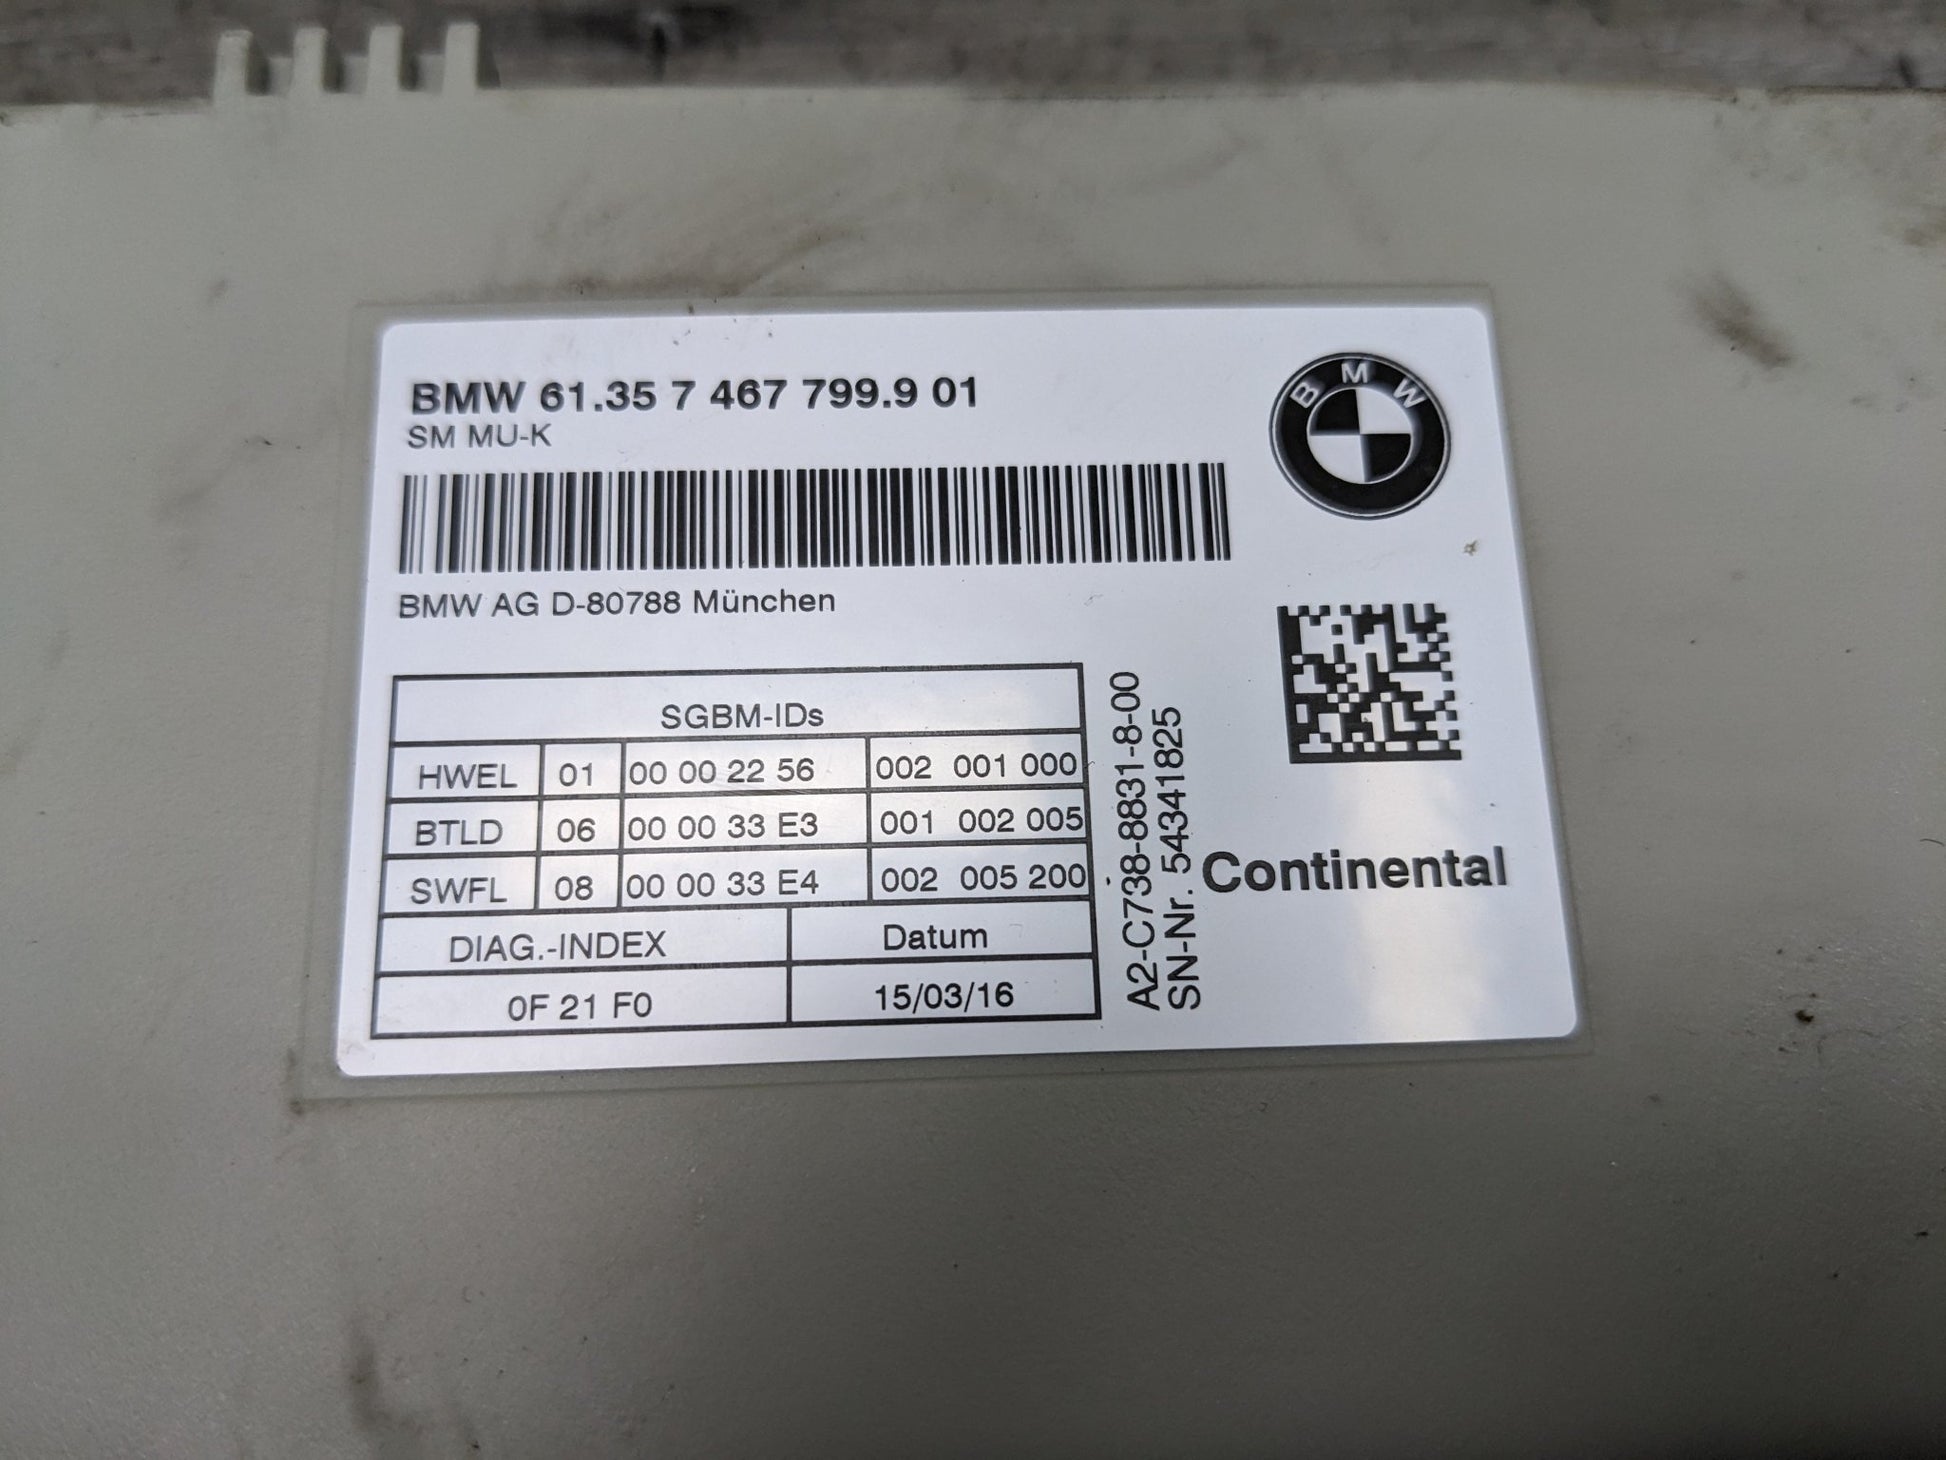 BMW 61.35 7 467 799.9 01
SM MU-K
BMW
BMW AG D-80788 München
SGBM-IDs
HWEL 01 00 00 22 56 002 001 000
BTLD 06 00 00 33 E3 001 002 005
SWFL 08 00 00 33 E4 002 005 200
DIAG.-INDEX Datum
0F 21 F0 15/03/16
A2-C738-8831-8-00
SN-Nr. 54341825
Continental